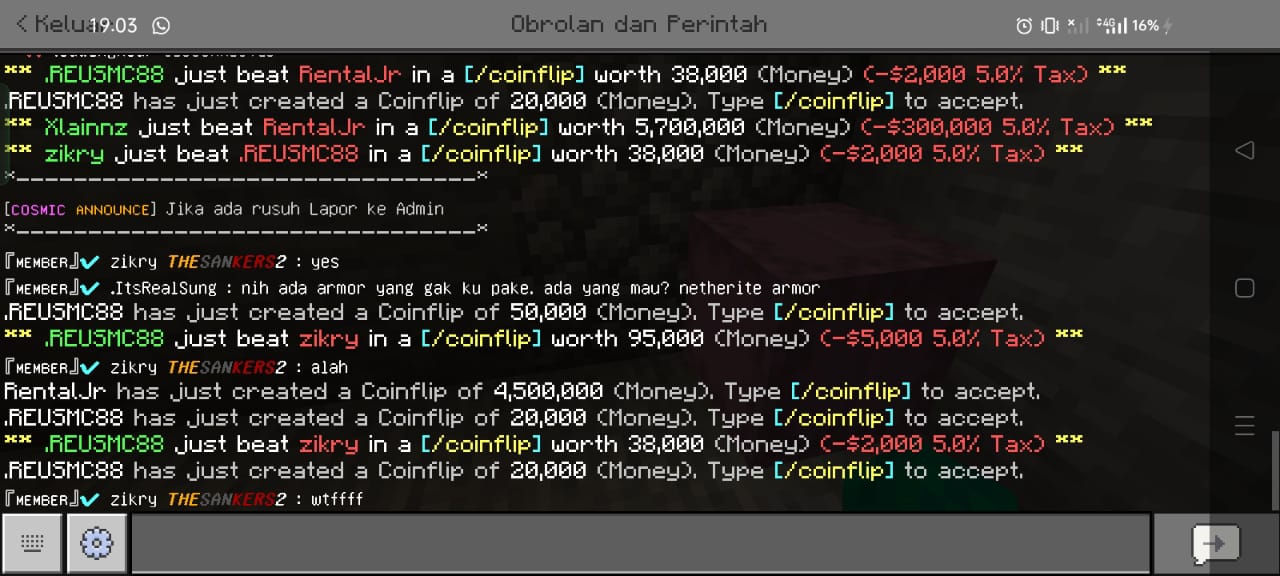 < Keluar
19.03
Obrolan dan Perintah
4G
16%
** .REUSMC88 just beat RentalJr in a [/coinflip] worth 38,000 (Money) (-$2,000 5.0% Tax) **
.REUSMC88 has just created a Coinflip of 20,000 (Money). Type [/coinflip] to accept.
** Xlainnz just beat RentalJr in a [/coinflip] worth 5,700,000 (Money) (-$300,000 5.0% Tax) **
** zikry just beat .REUSMC88 in a [/coinflip] worth 38,000 (Money) (-$2,000 5.0% Tax) **
*________________________________*
[COSMIC ANNOUNCE] Jika ada rusuh Lapor ke Admin
*________________________________*
『MEMBER』✔ zikry THESANKERS2 : yes
『MEMBER』✔ .ItsRealSung : nih ada armor yang gak ku pake. ada yang mau? netherite armor
.REUSMC88 has just created a Coinflip of 50,000 (Money). Type [/coinflip] to accept.
** .REUSMC88 just beat zikry in a [/coinflip] worth 95,000 (Money) (-$5,000 5.0% Tax) **
『MEMBER』✔ zikry THESANKERS2 : alah
RentalJr has just created a Coinflip of 4,500,000 (Money). Type [/coinflip] to accept.
.REUSMC88 has just created a Coinflip of 20,000 (Money). Type [/coinflip] to accept.
** .REUSMC88 just beat zikry in a [/coinflip] worth 38,000 (Money) (-$2,000 5.0% Tax) **
.REUSMC88 has just created a Coinflip of 20,000 (Money). Type [/coinflip] to accept.
『MEMBER』✔ zikry THESANKERS2 : wtffff